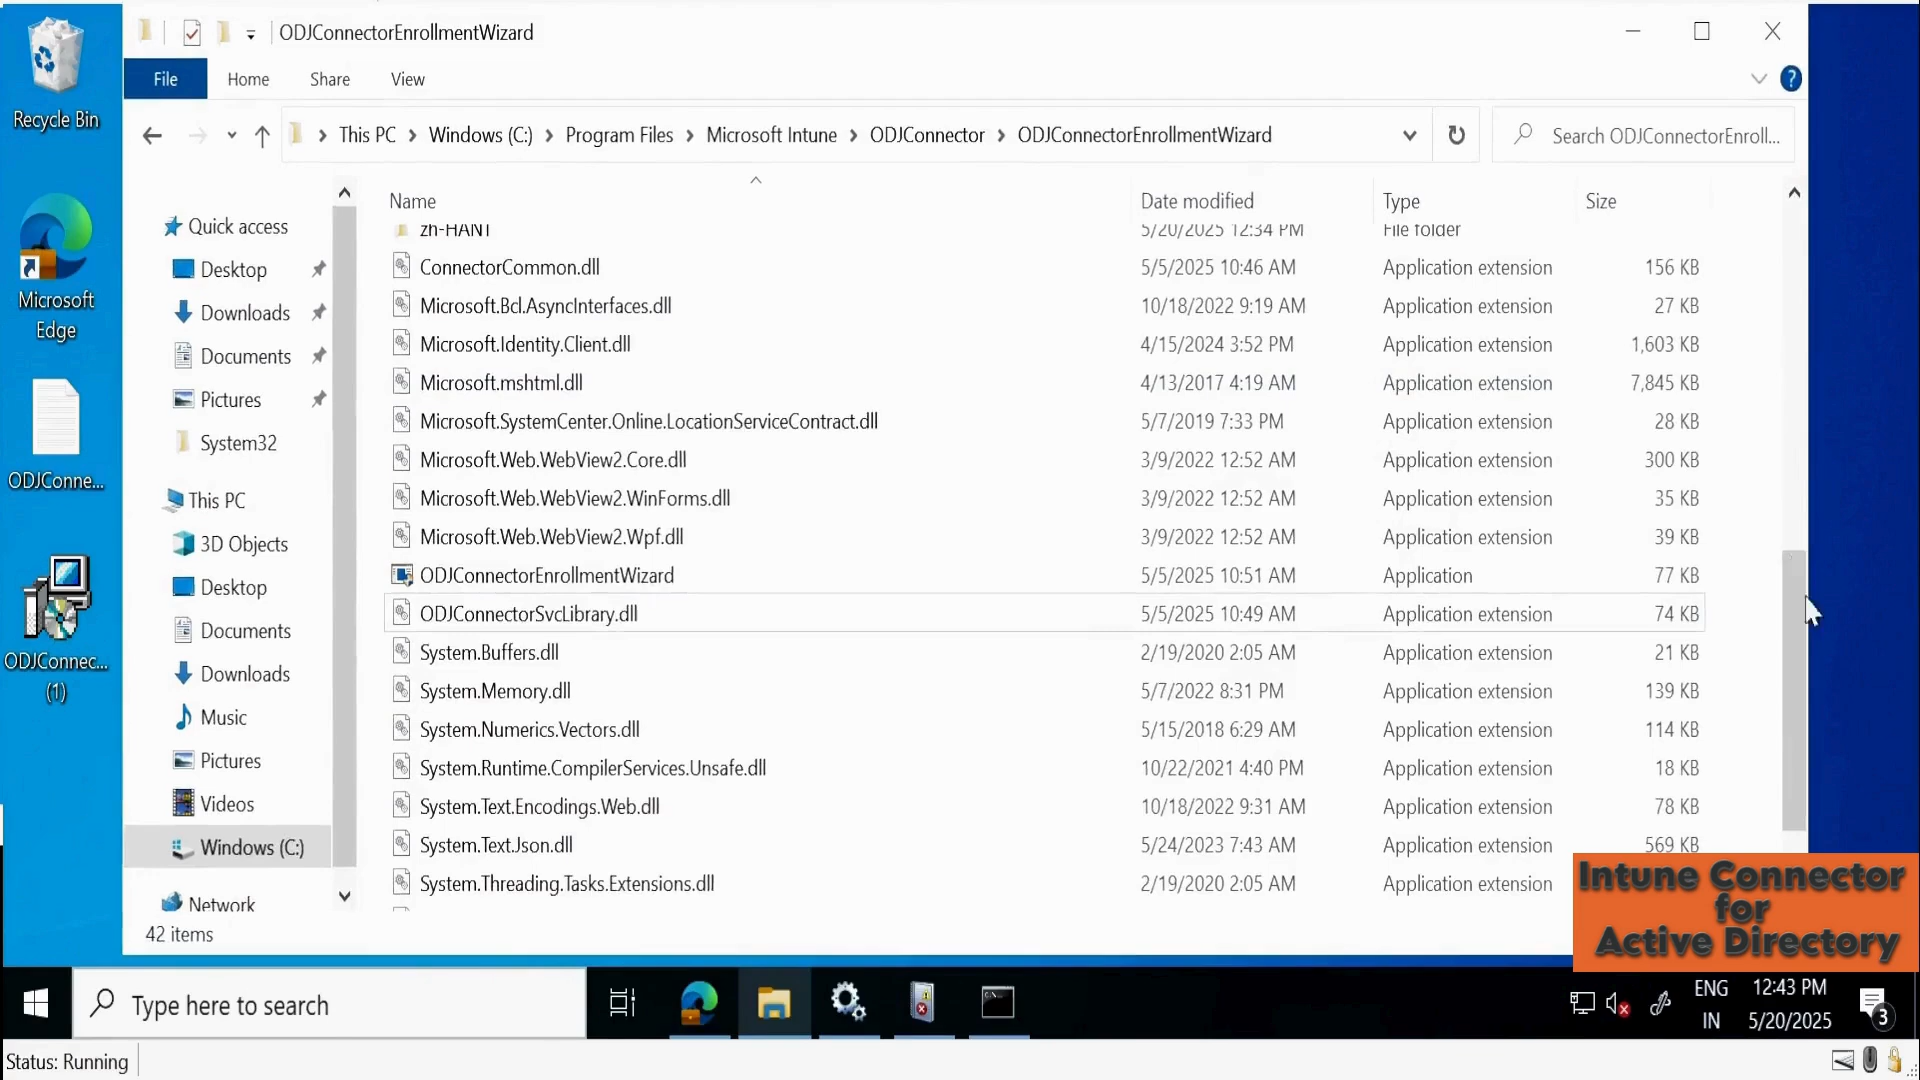 Recycle Bin
Microsoft
Edge
ODJConne...
ODJConnec...
(1)
ODJConnectorEnrollmentWizard
File Home Share View
This PC Windows (C:) Program Files Microsoft Intune ODJConnector ODJConnectorEnrollmentWizard Search ODJConnectorEnroll...
Quick access
Desktop
Downloads
Documents
Pictures
System32
This PC
3D Objects
Desktop
Documents
Downloads
Music
Pictures
Videos
Windows (C:)
Network
Name Date modified Type Size
zh-HANT 5/20/2025 12:34 PM File folder
ConnectorCommon.dll 5/5/2025 10:46 AM Application extension 156 KB
Microsoft.Bcl.AsyncInterfaces.dll 10/18/2022 9:19 AM Application extension 27 KB
Microsoft.Identity.Client.dll 4/15/2024 3:52 PM Application extension 1,603 KB
Microsoft.mshtml.dll 4/13/2017 4:19 AM Application extension 7,845 KB
Microsoft.SystemCenter.Online.LocationServiceContract.dll 5/7/2019 7:33 PM Application extension 28 KB
Microsoft.Web.WebView2.Core.dll 3/9/2022 12:52 AM Application extension 300 KB
Microsoft.Web.WebView2.WinForms.dll 3/9/2022 12:52 AM Application extension 35 KB
Microsoft.Web.WebView2.Wpf.dll 3/9/2022 12:52 AM Application extension 39 KB
ODJConnectorEnrollmentWizard 5/5/2025 10:51 AM Application 77 KB
ODJConnectorSvcLibrary.dll 5/5/2025 10:49 AM Application extension 74 KB
System.Buffers.dll 2/19/2020 2:05 AM Application extension 21 KB
System.Memory.dll 5/7/2022 8:31 PM Application extension 139 KB
System.Numerics.Vectors.dll 5/15/2018 6:29 AM Application extension 114 KB
System.Runtime.CompilerServices.Unsafe.dll 10/22/2021 4:40 PM Application extension 18 KB
System.Text.Encodings.Web.dll 10/18/2022 9:31 AM Application extension 78 KB
System.Text.Json.dll 5/24/2023 7:43 AM Application extension 569 KB
System.Threading.Tasks.Extensions.dll 2/19/2020 2:05 AM Application extension
42 items
Intune Connector
for
Active Directory
Type here to search
ENG
IN
12:43 PM
5/20/2025
3
Status: Running